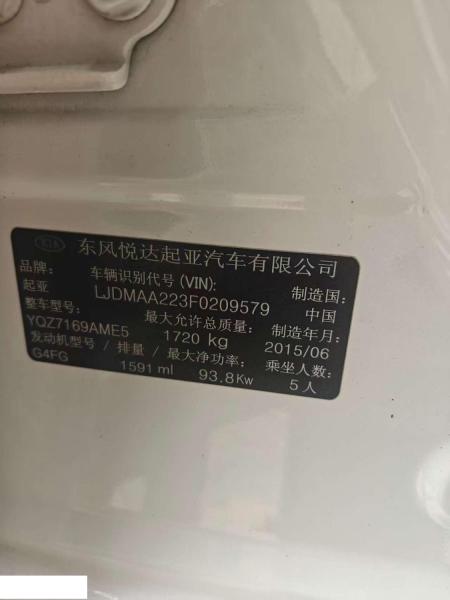 KIA 东风悦达起亚汽车有限公司
品牌: 车辆识别代号(VIN): 制造国:
起亚 LJDMAA223F0209579 中国
整车型号: 最大允许总质量: 制造年月:
YQZ7169AME5 1720 kg 2015/06
发动机型号/排量/最大净功率: 乘坐人数:
G4FG 1591 ml 93.8Kw 5人